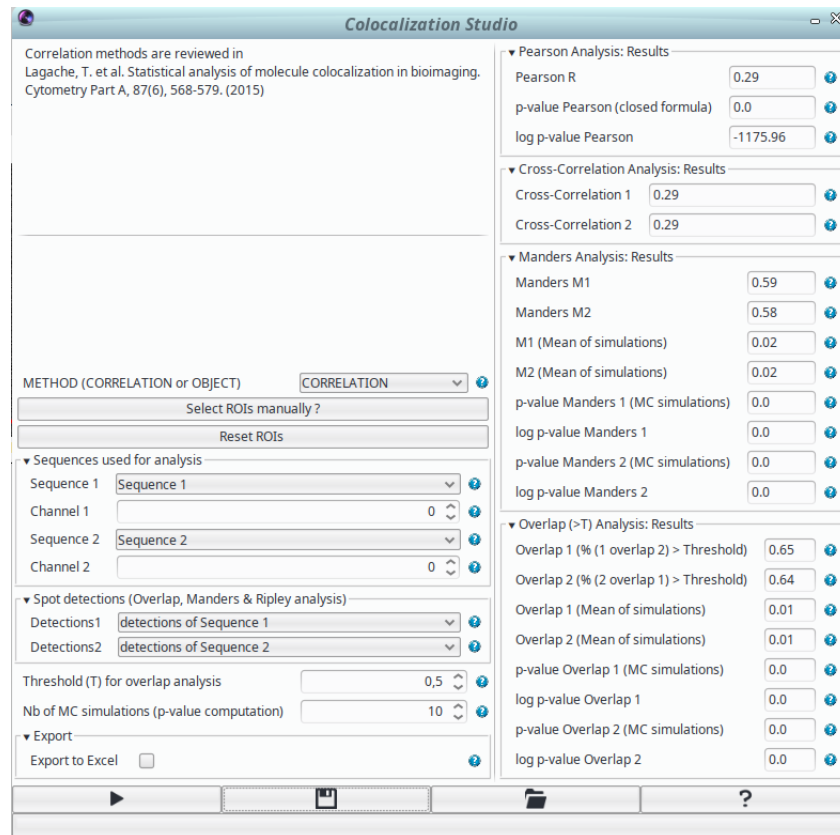 Colocalization Studio
Correlation methods are reviewed in
Lagache, T. et al. Statistical analysis of molecule colocalization in bioimaging.
Cytometry Part A, 87(6), 568-579. (2015)
METHOD (CORRELATION or OBJECT) CORRELATION
Select ROIs manually ?
Reset ROIs
Sequences used for analysis
Sequence 1 Sequence 1
Channel 1 0
Sequence 2 Sequence 2
Channel 2 0
Spot detections (Overlap, Manders & Ripley analysis)
Detections1 detections of Sequence 1
Detections2 detections of Sequence 2
Threshold (T) for overlap analysis 0,5
Nb of MC simulations (p-value computation) 10
Export
Export to Excel
Pearson Analysis: Results
Pearson R 0.29
p-value Pearson (closed formula) 0.0
log p-value Pearson -1175.96
Cross-Correlation Analysis: Results
Cross-Correlation 1 0.29
Cross-Correlation 2 0.29
Manders Analysis: Results
Manders M1 0.59
Manders M2 0.58
M1 (Mean of simulations) 0.02
M2 (Mean of simulations) 0.02
p-value Manders 1 (MC simulations) 0.0
log p-value Manders 1 0.0
p-value Manders 2 (MC simulations) 0.0
log p-value Manders 2 0.0
Overlap (>T) Analysis: Results
Overlap 1 (% (1 overlap 2) > Threshold) 0.65
Overlap 2 (% (2 overlap 1) > Threshold) 0.64
Overlap 1 (Mean of simulations) 0.01
Overlap 2 (Mean of simulations) 0.01
p-value Overlap 1 (MC simulations) 0.0
log p-value Overlap 1 0.0
p-value Overlap 2 (MC simulations) 0.0
log p-value Overlap 2 0.0
?